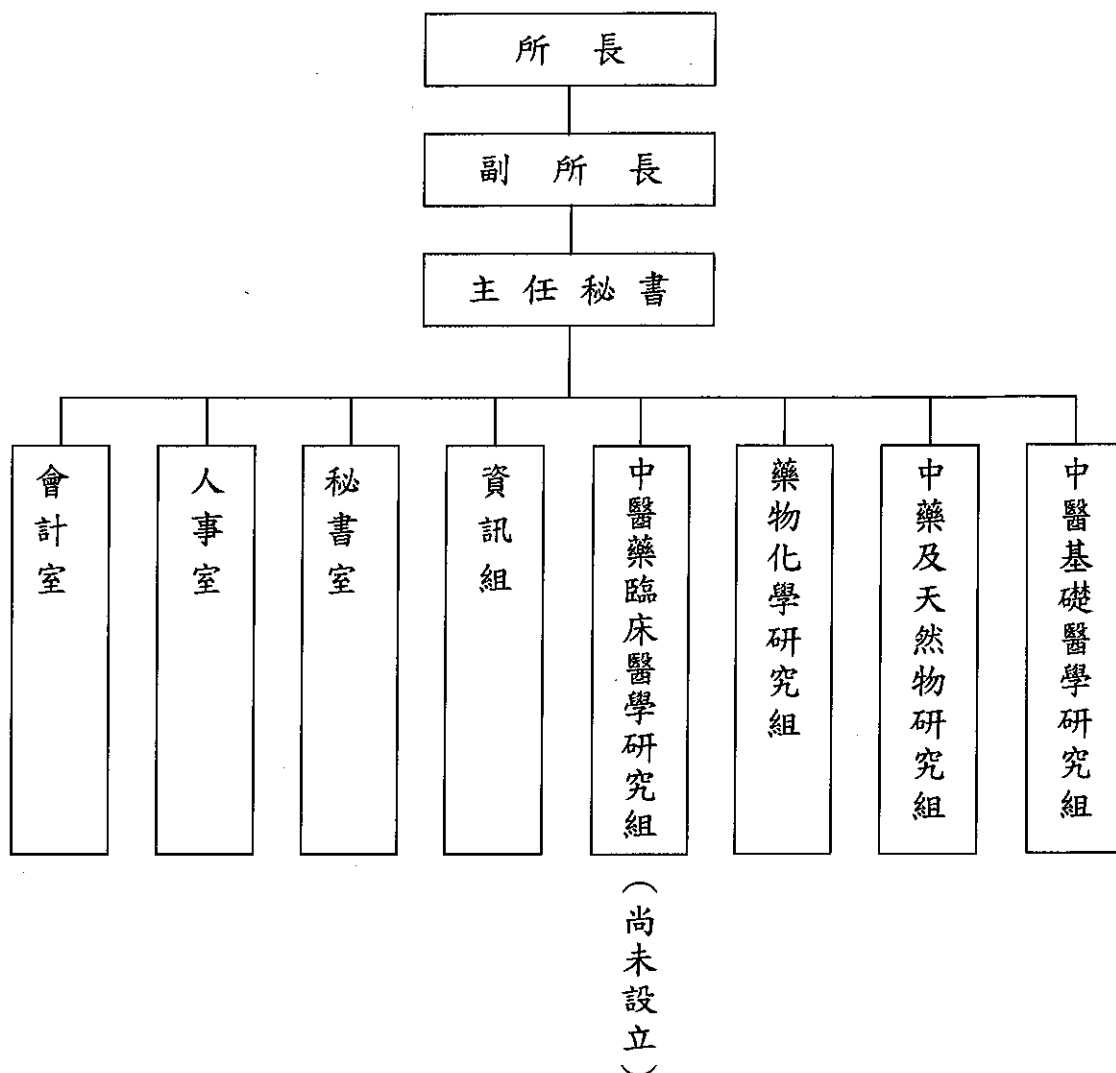 所長
副所長
主任秘書
中醫基礎醫學研究組
中藥及天然物研究組
藥物化學研究組
中醫藥臨床醫學研究組
（尚未設立）
資訊組
秘書室
人事室
會計室